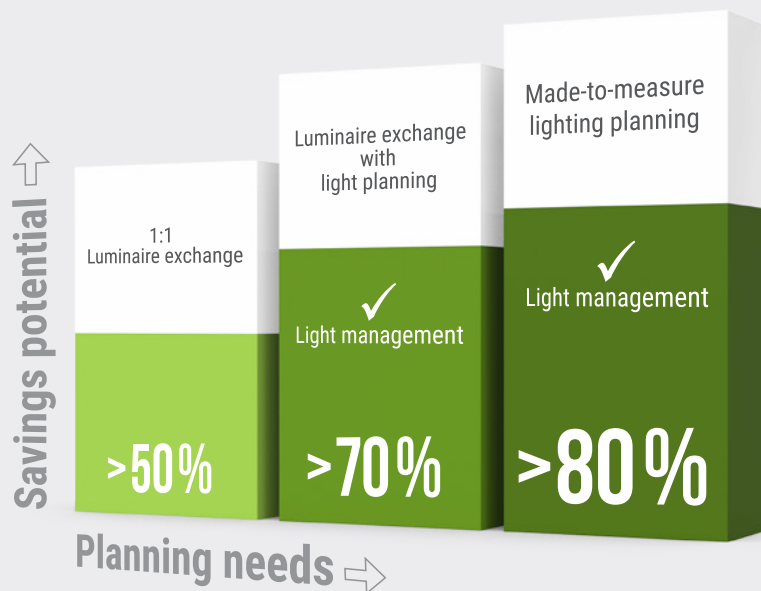 Savings potential
1:1
Luminaire exchange
>50%
Luminaire exchange
with
light planning
Light management
>70%
Made-to-measure
lighting planning
Light management
>80%
Planning needs